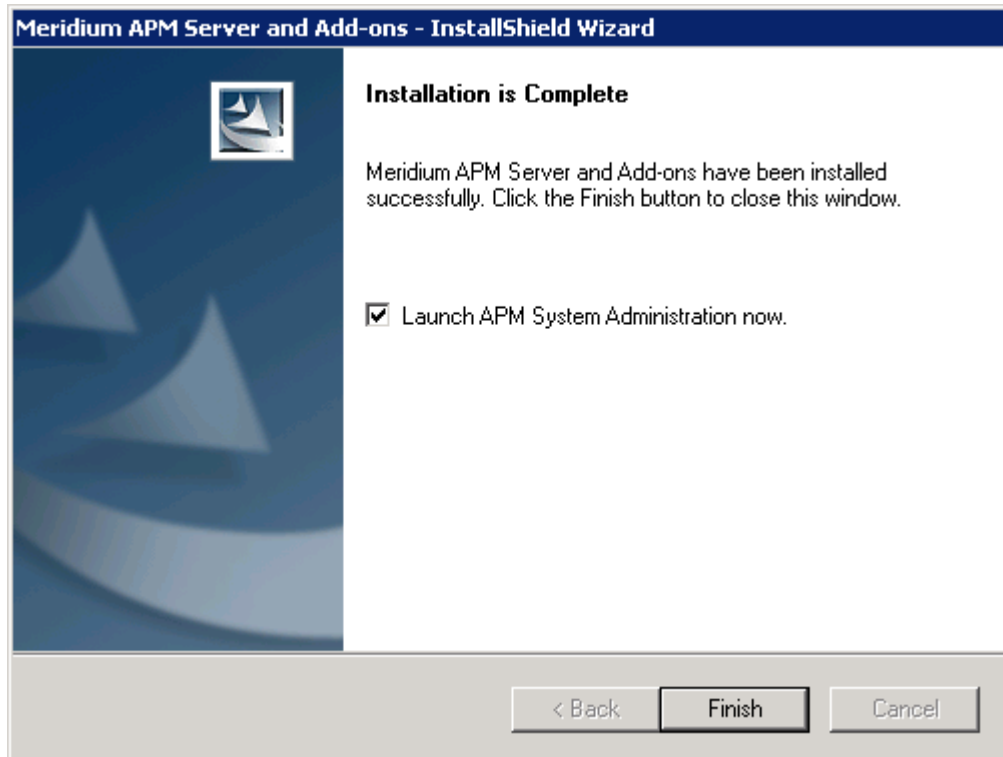 Meridium APM Server and Add-ons - InstallShield Wizard
Installation is Complete
Meridium APM Server and Add-ons have been installed
successfully. Click the Finish button to close this window.
Launch APM System Administration now.
< Back
Finish
Cancel